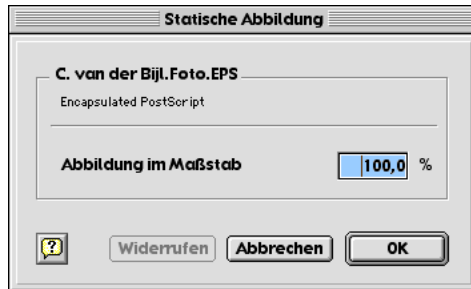 Statische Abbildung
C. van der Bijl.Foto.EPS
Encapsulated PostScript
Abbildung im Maßstab 100,0 %
? Widerrufen Abbrechen OK